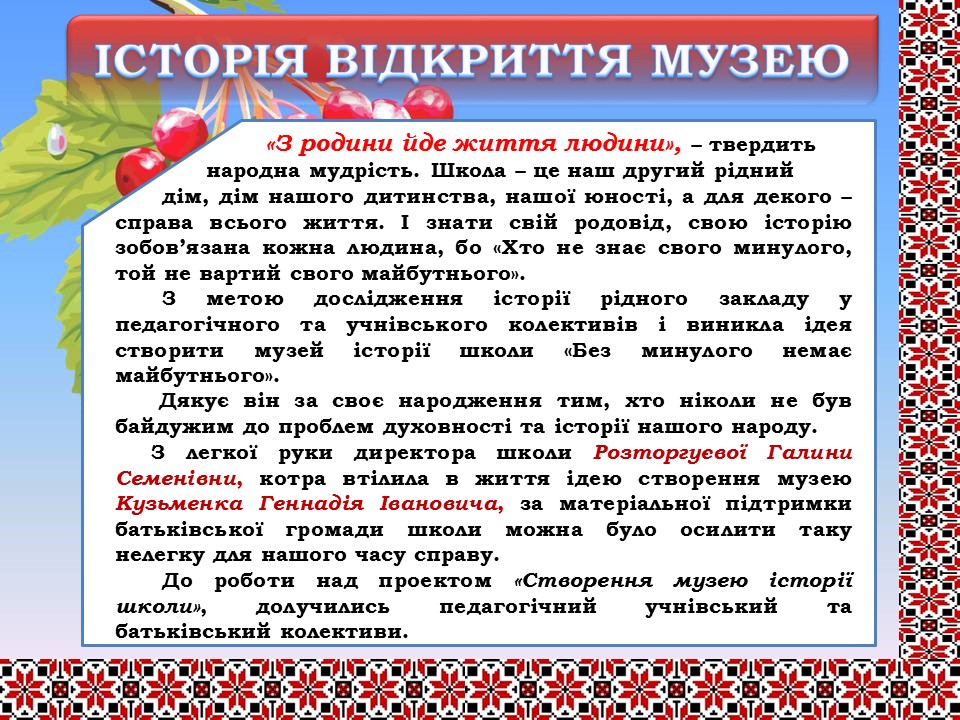 ІСТОРІЯ ВІДКРИТТЯ МУЗЕЮ
«З родини йде життя людини», – твердить
народна мудрість. Школа – це наш другий рідний
дім, дім нашого дитинства, нашої юності, а для декого –
справа всього життя. І знати свій родовід, свою історію
зобов’язана кожна людина, бо «Хто не знає свого минулого,
той не вартий свого майбутнього».
З метою дослідження історії рідного закладу у
педагогічного та учнівського колективів і виникла ідея
створити музей історії школи «Без минулого немає
майбутнього».
Дякує він за своє народження тим, хто ніколи не був
байдужим до проблем духовності та історії нашого народу.
З легкої руки директора школи Розторгуевої Галини
Семенівни, котра втілила в життя ідею створення музею
Кузьменка Геннадія Івановича, за матеріальної підтримки
батьківської громади школи можна було осилити таку
нелегку для нашого часу справу.
До роботи над проектом «Створення музею історії
школи», долучились педагогічний учнівський та
батьківський колективи.